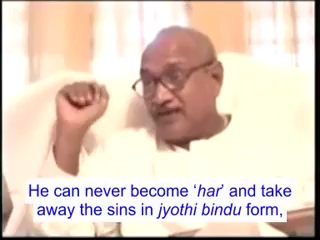 He can never become ‘har’ and take
away the sins in jyothi bindu form,